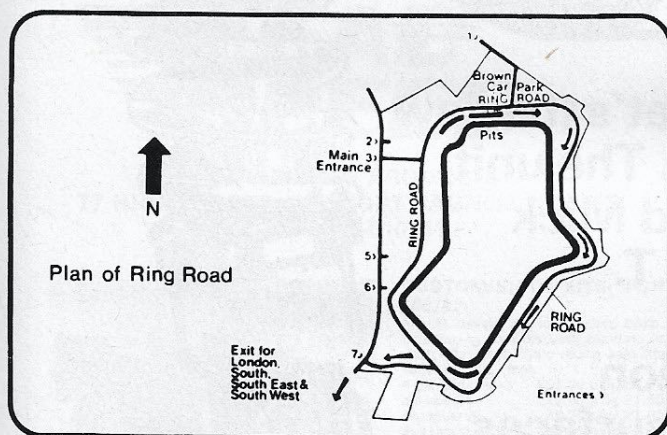 1>
Brown Park
Car ROAD
RING
Pits
2>
Main 3>
Entrance
RING ROAD
5>
6>
N
Plan of Ring Road
RING
ROAD
7>
Exit for
London,
South,
South East &
South West
Entrances >